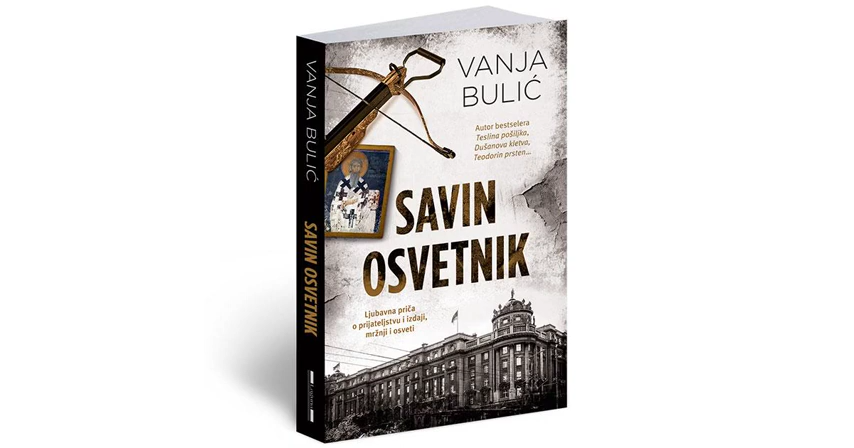 VANJA BULIĆ
SAVIN OSVETNIK
VANJA
BULIĆ
Autor bestselera
Teslina pošiljka,
Dušanova kletva,
Teodorin prsten...
SAVIN
OSVETNIK
Ljubavna priča
o prijateljstvu i izdaji,
mržnji i osveti